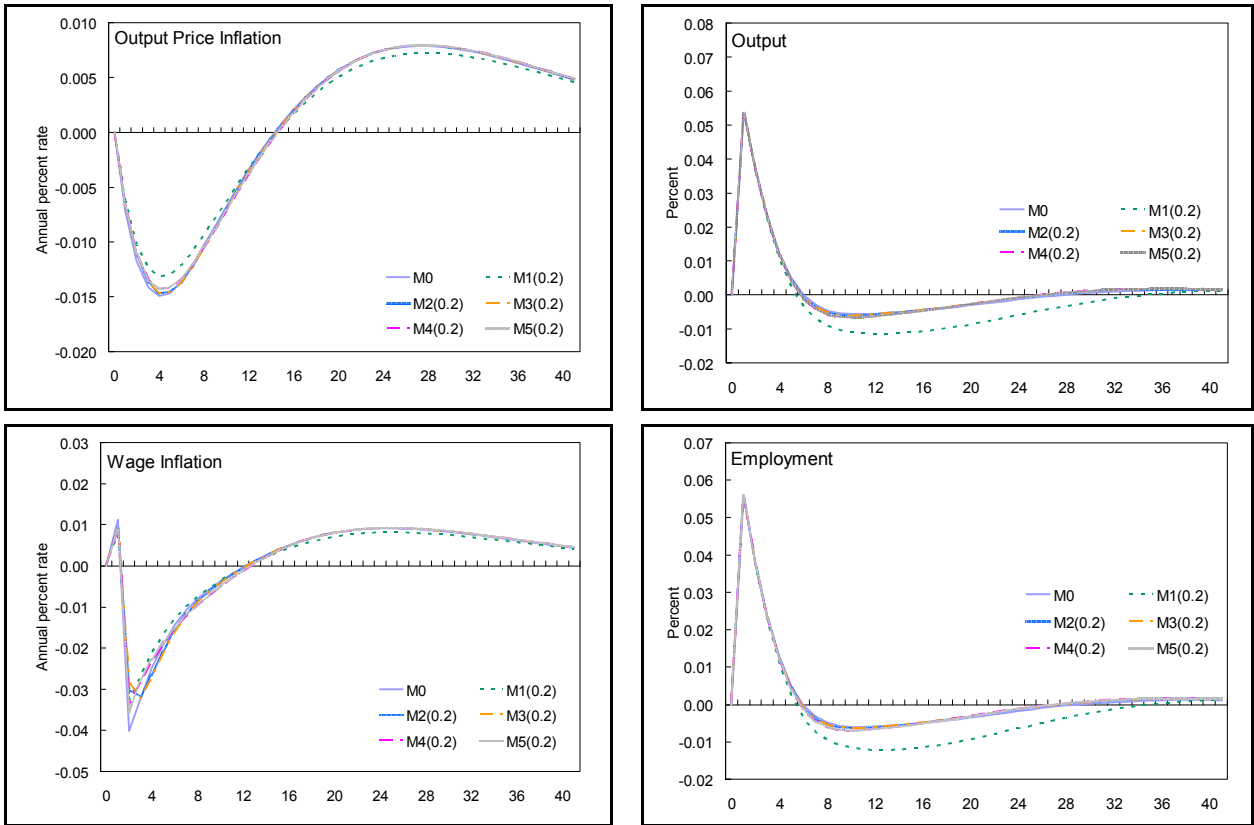 Output Price Inflation
Annual percent rate
0.010
0.005
0.000
-0.005
-0.010
-0.015
-0.020
M0 M1(0.2)
M2(0.2) M3(0.2)
M4(0.2) M5(0.2)
0 4 8 12 16 20 24 28 32 36 40
Output
Percent
0.08
0.07
0.06
0.05
0.04
0.03
0.02
0.01
0.00
-0.01
-0.02
M0 M1(0.2)
M2(0.2) M3(0.2)
M4(0.2) M5(0.2)
0 4 8 12 16 20 24 28 32 36 40
Wage Inflation
Annual percent rate
0.03
0.02
0.01
0.00
-0.01
-0.02
-0.03
-0.04
-0.05
M0 M1(0.2)
M2(0.2) M3(0.2)
M4(0.2) M5(0.2)
0 4 8 12 16 20 24 28 32 36 40
Employment
Percent
0.07
0.06
0.05
0.04
0.03
0.02
0.01
0.00
-0.01
-0.02
M0 M1(0.2)
M2(0.2) M3(0.2)
M4(0.2) M5(0.2)
0 4 8 12 16 20 24 28 32 36 40